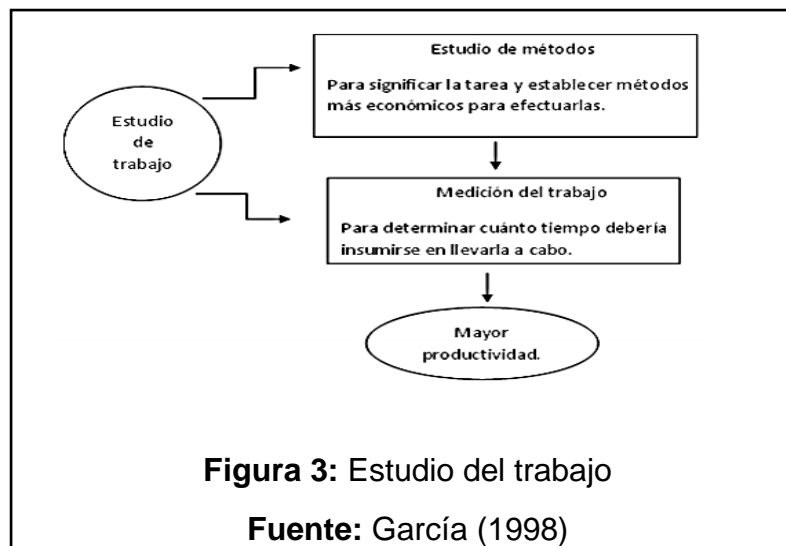 Estudio de métodos
Para significar la tarea y establecer métodos
más económicos para efectuarlas.
Estudio
de
trabajo
Medición del trabajo
Para determinar cuánto tiempo debería
insumirse en llevarla a cabo.
Mayor
productividad.
Figura 3: Estudio del trabajo
Fuente: García (1998)